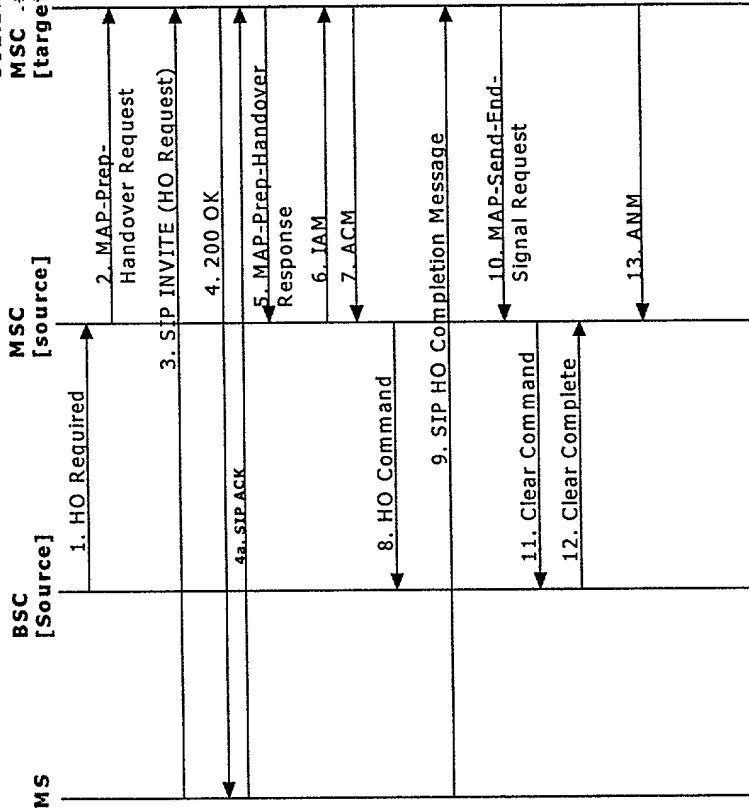 MS
BSC
[Source]
MSC
[source]
MSC
1. HO Required
2. MAP-Prep-
Handover Request
3. SIP INVITE (HO Request)
4. 200 OK
4a. SIP ACK
5. MAP-Prep-Handover
Response
6. IAM
7. ACM
8. HO Command
9. SIP HO Completion Message
10. MAP-Send-End-
Signal Request
11. Clear Command
12. Clear Complete
13. ANM